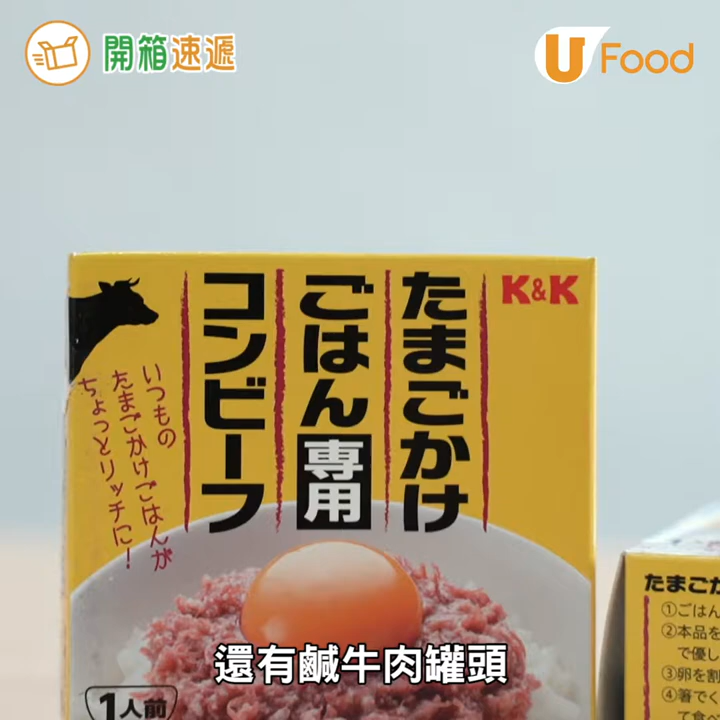 開箱速遞
U Food
K&K
たまごかけ
ごはん専用
コンビーフ
いつもの
たまごかけごはんが
ちょっとリッチに!
1人前
たまごか
①ごはん
②本品を
で優し
③卵を割
④箸でく
て食べ
還有鹹牛肉罐頭